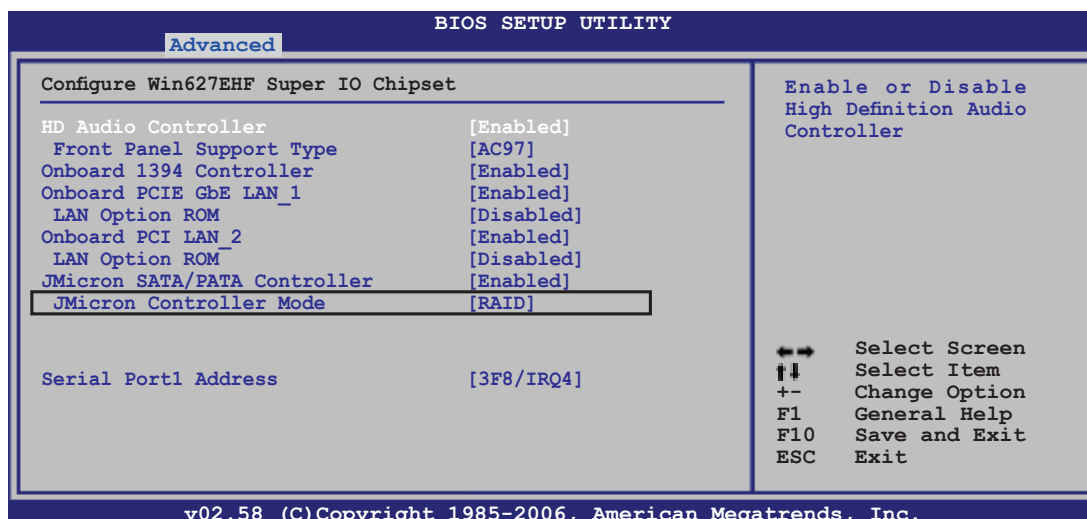 BIOS SETUP UTILITY
Advanced
Configure Win627EHF Super IO Chipset
HD Audio Controller [Enabled]
Front Panel Support Type [AC97]
Onboard 1394 Controller [Enabled]
Onboard PCIE GbE LAN_1 [Enabled]
LAN Option ROM [Disabled]
Onboard PCI LAN_2 [Enabled]
LAN Option ROM [Disabled]
JMicron SATA/PATA Controller [Enabled]
JMicron Controller Mode [RAID]
Serial Port1 Address [3F8/IRQ4]
Enable or Disable
High Definition Audio
Controller
←→ Select Screen
↑↓ Select Item
+- Change Option
F1 General Help
F10 Save and Exit
ESC Exit
v02.58 (C)Copyright 1985-2006, American Megatrends, Inc.